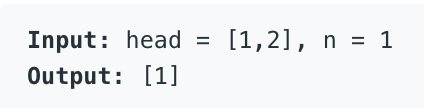 Input: head = [1,2], n = 1
Output: [1]